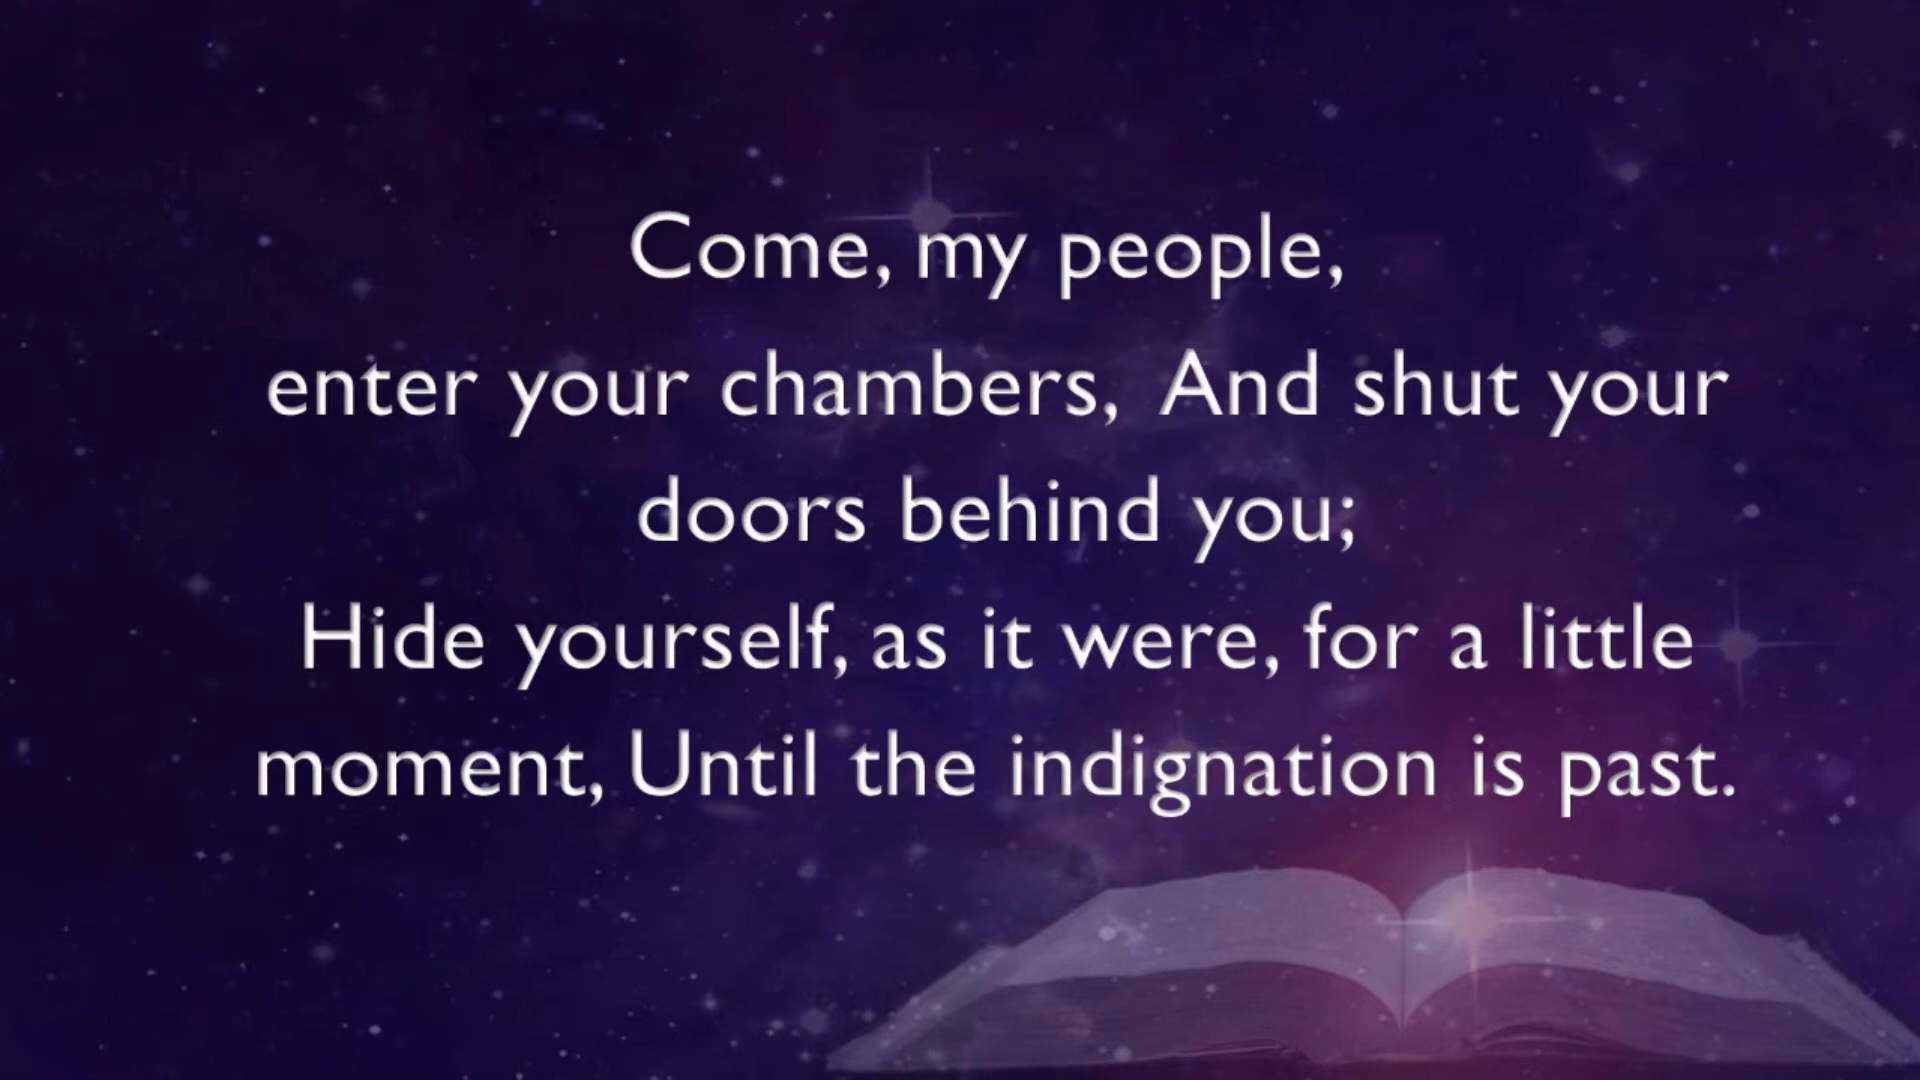 Come, my people,
enter your chambers, And shut your
doors behind you;
Hide yourself, as it were, for a little
moment, Until the indignation is past.